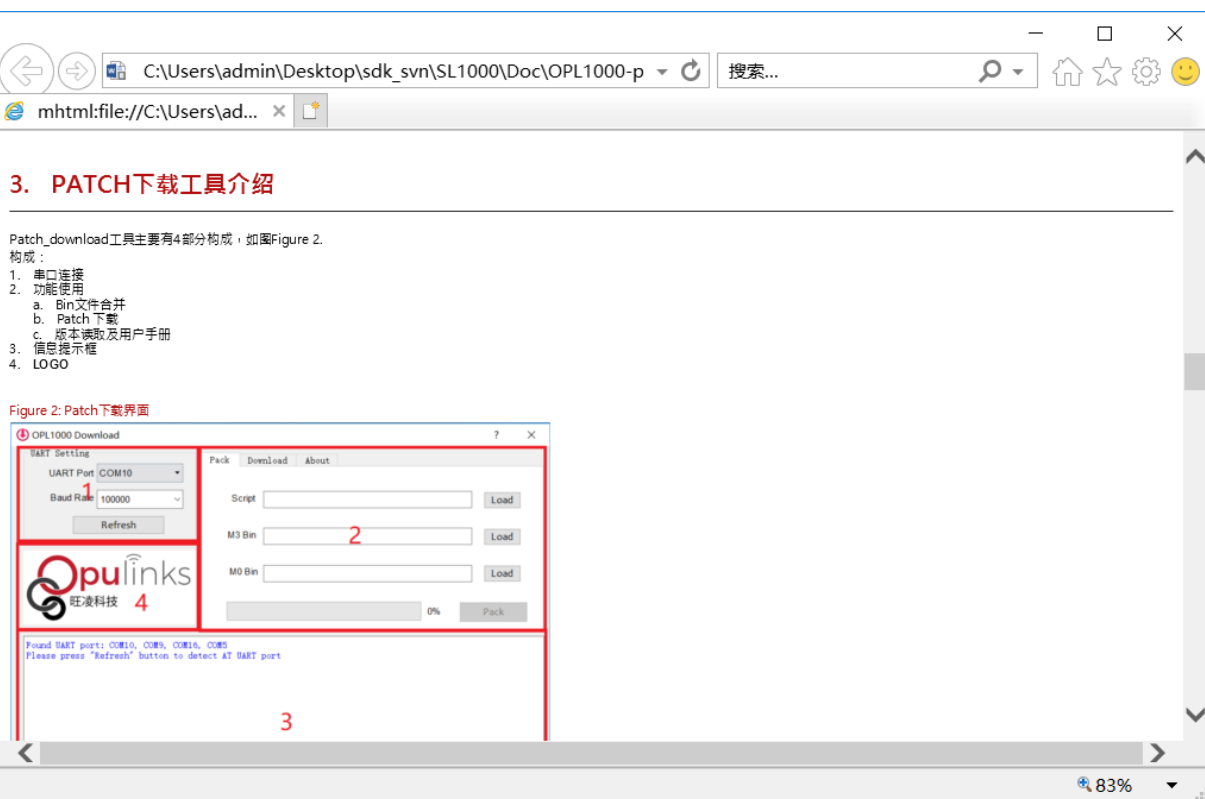 C:\Users\admin\Desktop\sdk_svn\SL1000\Doc\OPL1000-p
搜索...
mhtml:file://C:\Users\ad...
3. PATCH下载工具介绍
Patch_download工具主要有4部分构成，如图Figure 2.
构成：
1. 串口连接
2. 功能使用
a. Bin文件合并
b. Patch 下载
c. 版本读取及用户手册
3. 信息提示框
4. LOGO
Figure 2: Patch下载界面
OPL1000 Download
UART Setting
UART Port COM10
1
Baud Rate 100000
Refresh
Pack Download About
Script Load
M3 Bin 2 Load
M0 Bin Load
0% Pack
Opulinks
旺凌科技 4
Found UART port: COM10, COM9, COM16, COM5
Please press "Refresh" button to detect AT UART port
3
83%